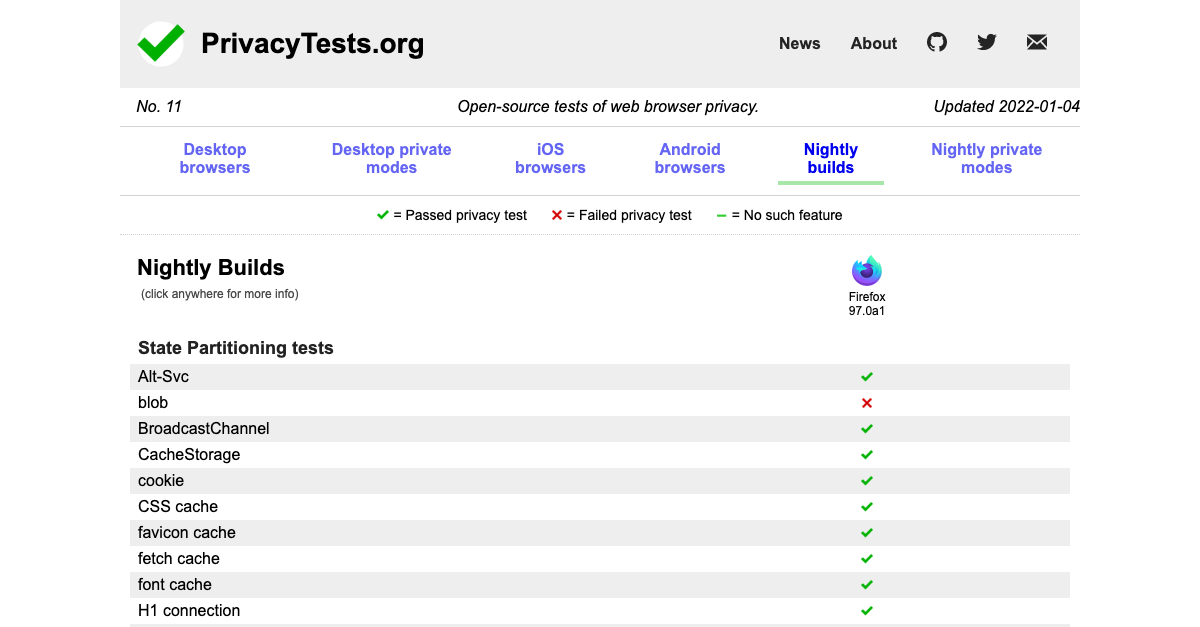 PrivacyTests.org
News About
No. 11 Open-source tests of web browser privacy. Updated 2022-01-04
Desktop browsers Desktop private modes iOS browsers Android browsers Nightly builds Nightly private modes
= Passed privacy test = Failed privacy test = No such feature
Nightly Builds
(click anywhere for more info)
Firefox
97.0a1
State Partitioning tests
Alt-Svc
blob
BroadcastChannel
CacheStorage
cookie
CSS cache
favicon cache
fetch cache
font cache
H1 connection